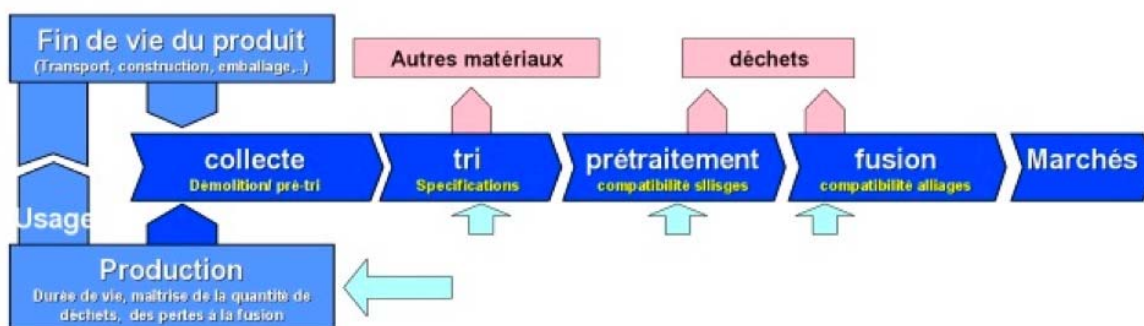 Fin de vie du produit
(Transport, construction, emballage,..)
Autres matériaux
déchets
collecte
Démolition/ pré-tri
tri
Specifications
prétraitement
compatibilité sllisges
fusion
compatibilité alliages
Marchés
Usage
Production
Durée de vie, maîtrise de la quantité de
déchets, des pertes à la fusion